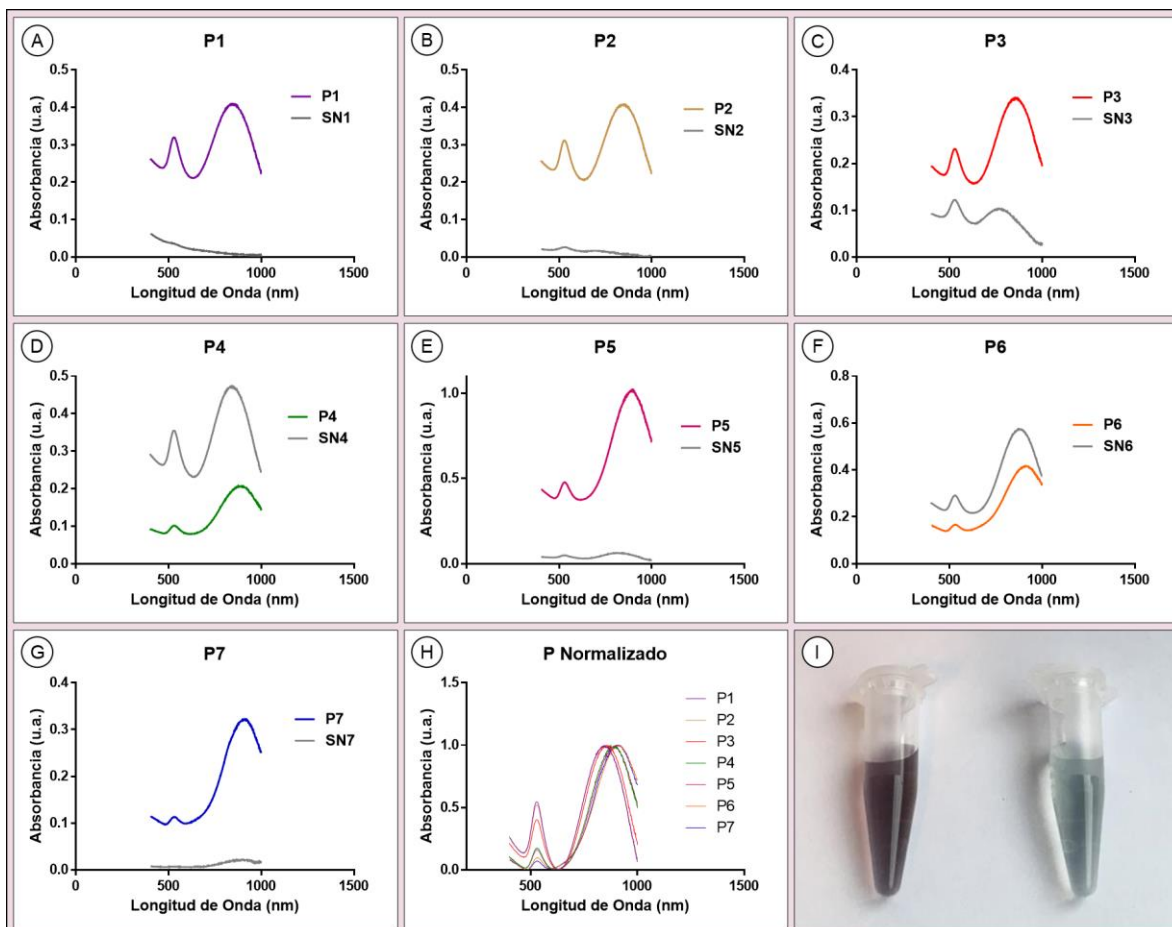 A
P1
Absorbancia (u.a.)
0.5
0.4
0.3
0.2
0.1
0.0
0
500
1000
1500
Longitud de Onda (nm)
P1
SN1
B
P2
Absorbancia (u.a.)
0.5
0.4
0.3
0.2
0.1
0.0
0
500
1000
1500
Longitud de Onda (nm)
P2
SN2
C
P3
Absorbancia (u.a.)
0.4
0.3
0.2
0.1
0.0
0
500
1000
1500
Longitud de Onda (nm)
P3
SN3
D
P4
Absorbancia (u.a.)
0.5
0.4
0.3
0.2
0.1
0.0
0
500
1000
1500
Longitud de Onda (nm)
P4
SN4
E
P5
Absorbancia (u.a.)
1.0
0.5
0.0
0
500
1000
1500
Longitud de Onda (nm)
P5
SN5
F
P6
Absorbancia (u.a.)
0.8
0.6
0.4
0.2
0.0
0
500
1000
1500
Longitud de Onda (nm)
P6
SN6
G
P7
Absorbancia (u.a.)
0.4
0.3
0.2
0.1
0.0
0
500
1000
1500
Longitud de Onda (nm)
P7
SN7
H
P Normalizado
Absorbancia (u.a.)
1.5
1.0
0.5
0.0
500
1000
1500
Longitud de Onda (nm)
P1
P2
P3
P4
P5
P6
P7
I